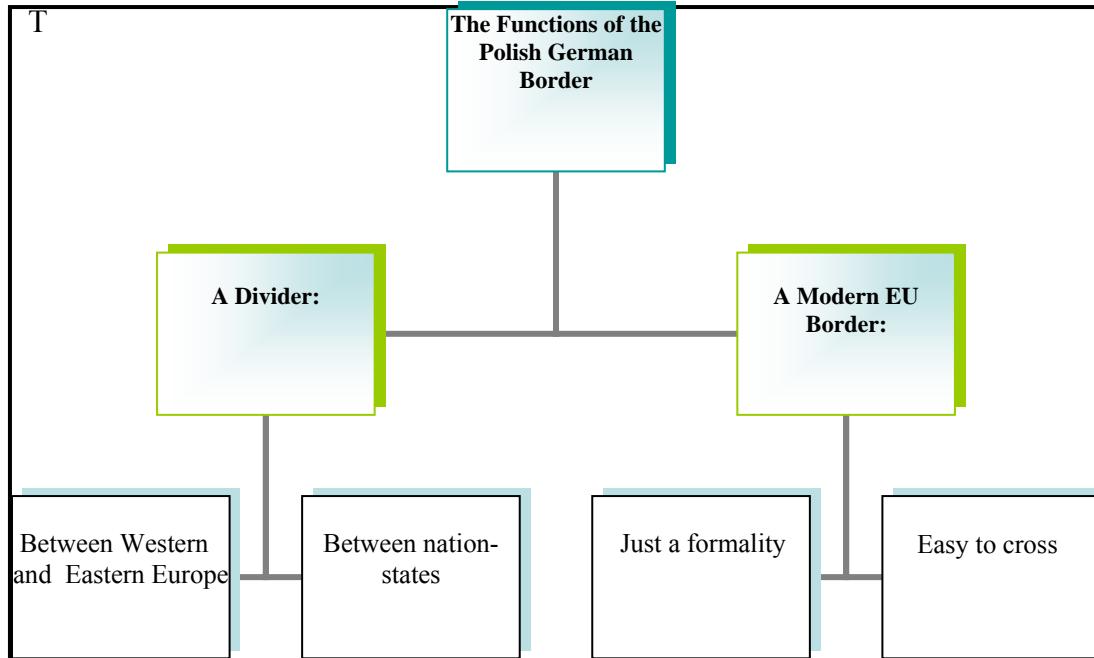 T
The Functions of the
Polish German
Border
A Divider:
A Modern EU
Border:
Between Western
and Eastern Europe
Between nation-
states
Just a formality
Easy to cross